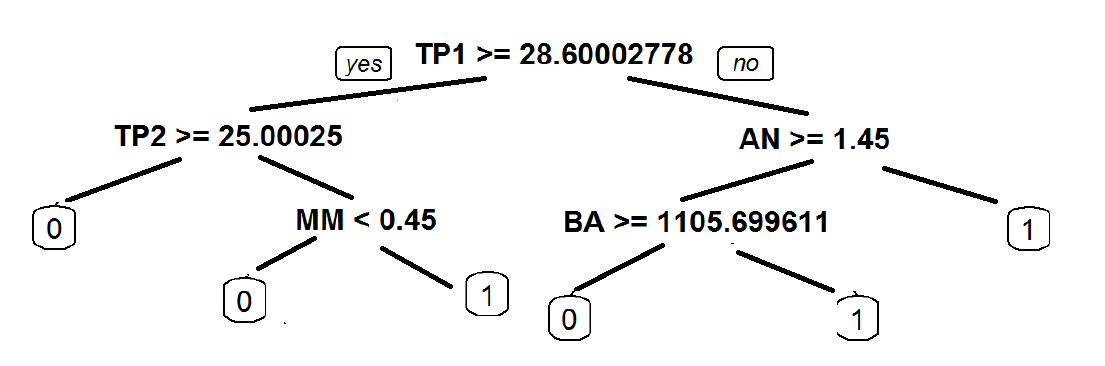 yes TP1 >= 28.60002778 no
TP2 >= 25.00025 AN >= 1.45
0 MM < 0.45 BA >= 1105.699611 1
0 1 0 1